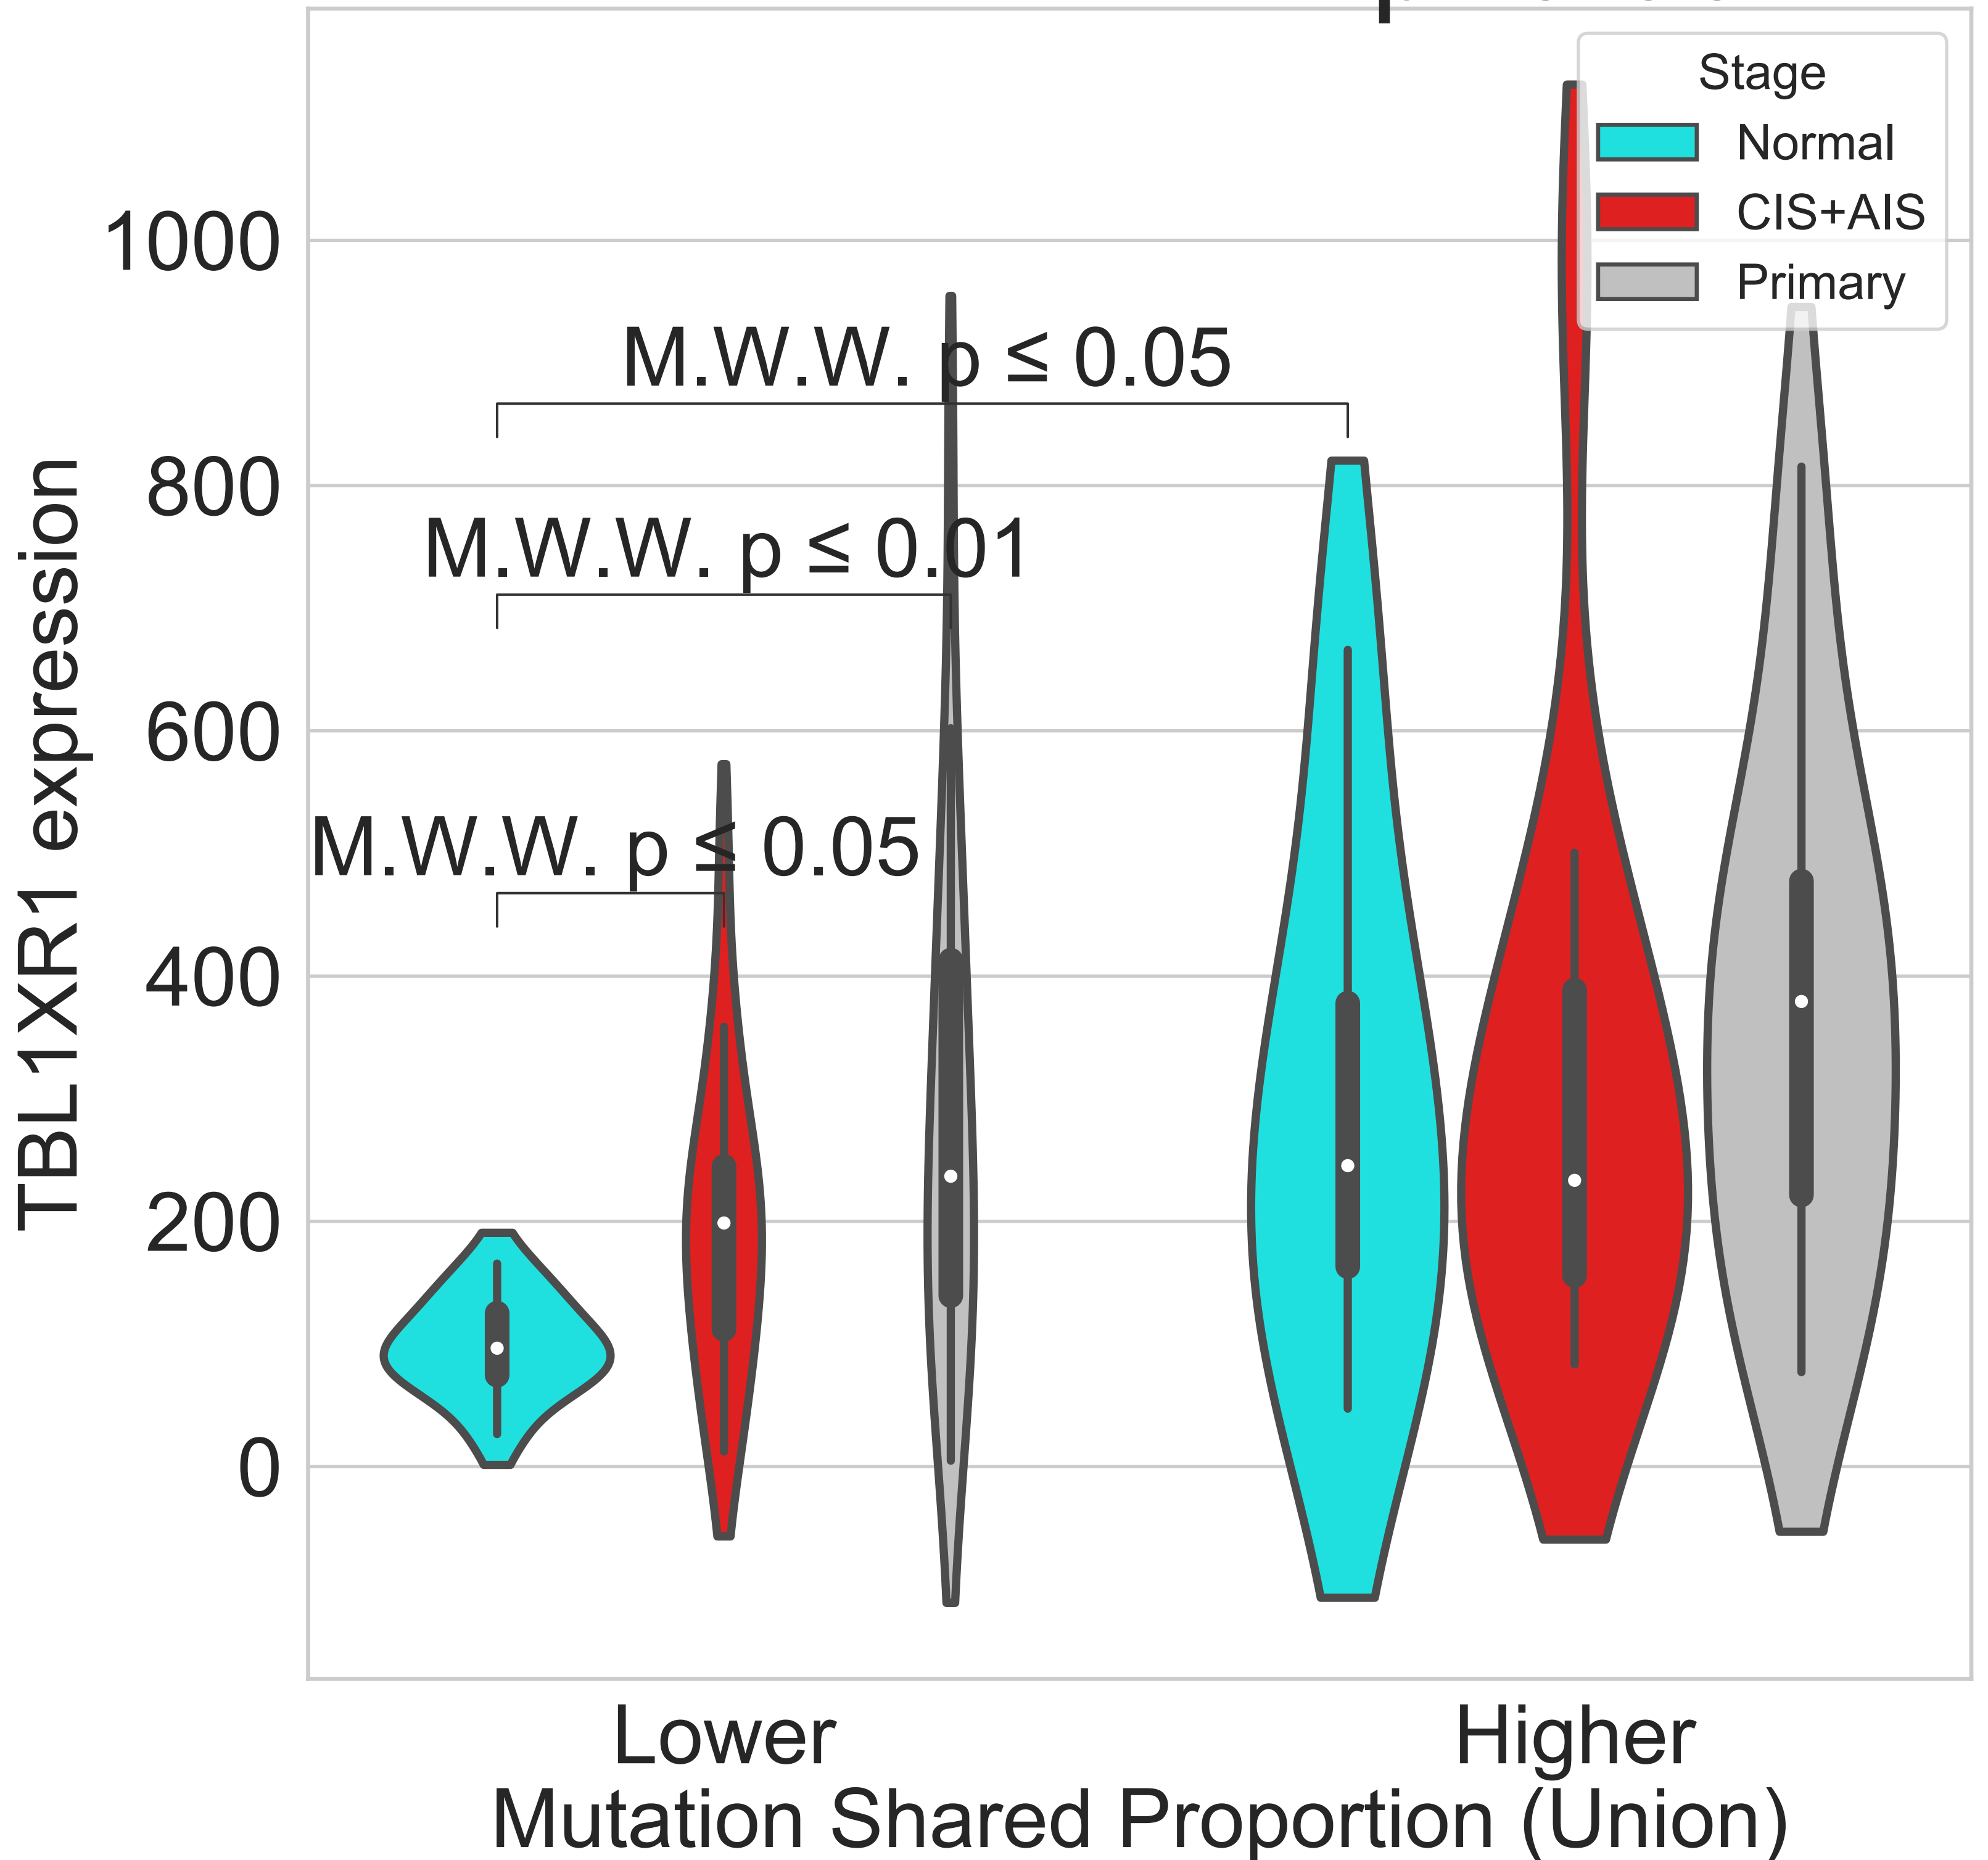 Stage
Normal
CIS+AIS
Primary
1000
800
600
400
200
0
TBL1XR1 expression
M.W.W. p ≤ 0.05
M.W.W. p ≤ 0.01
M.W.W. p ≤ 0.05
Lower
Higher
Mutation Shared Proportion (Union)